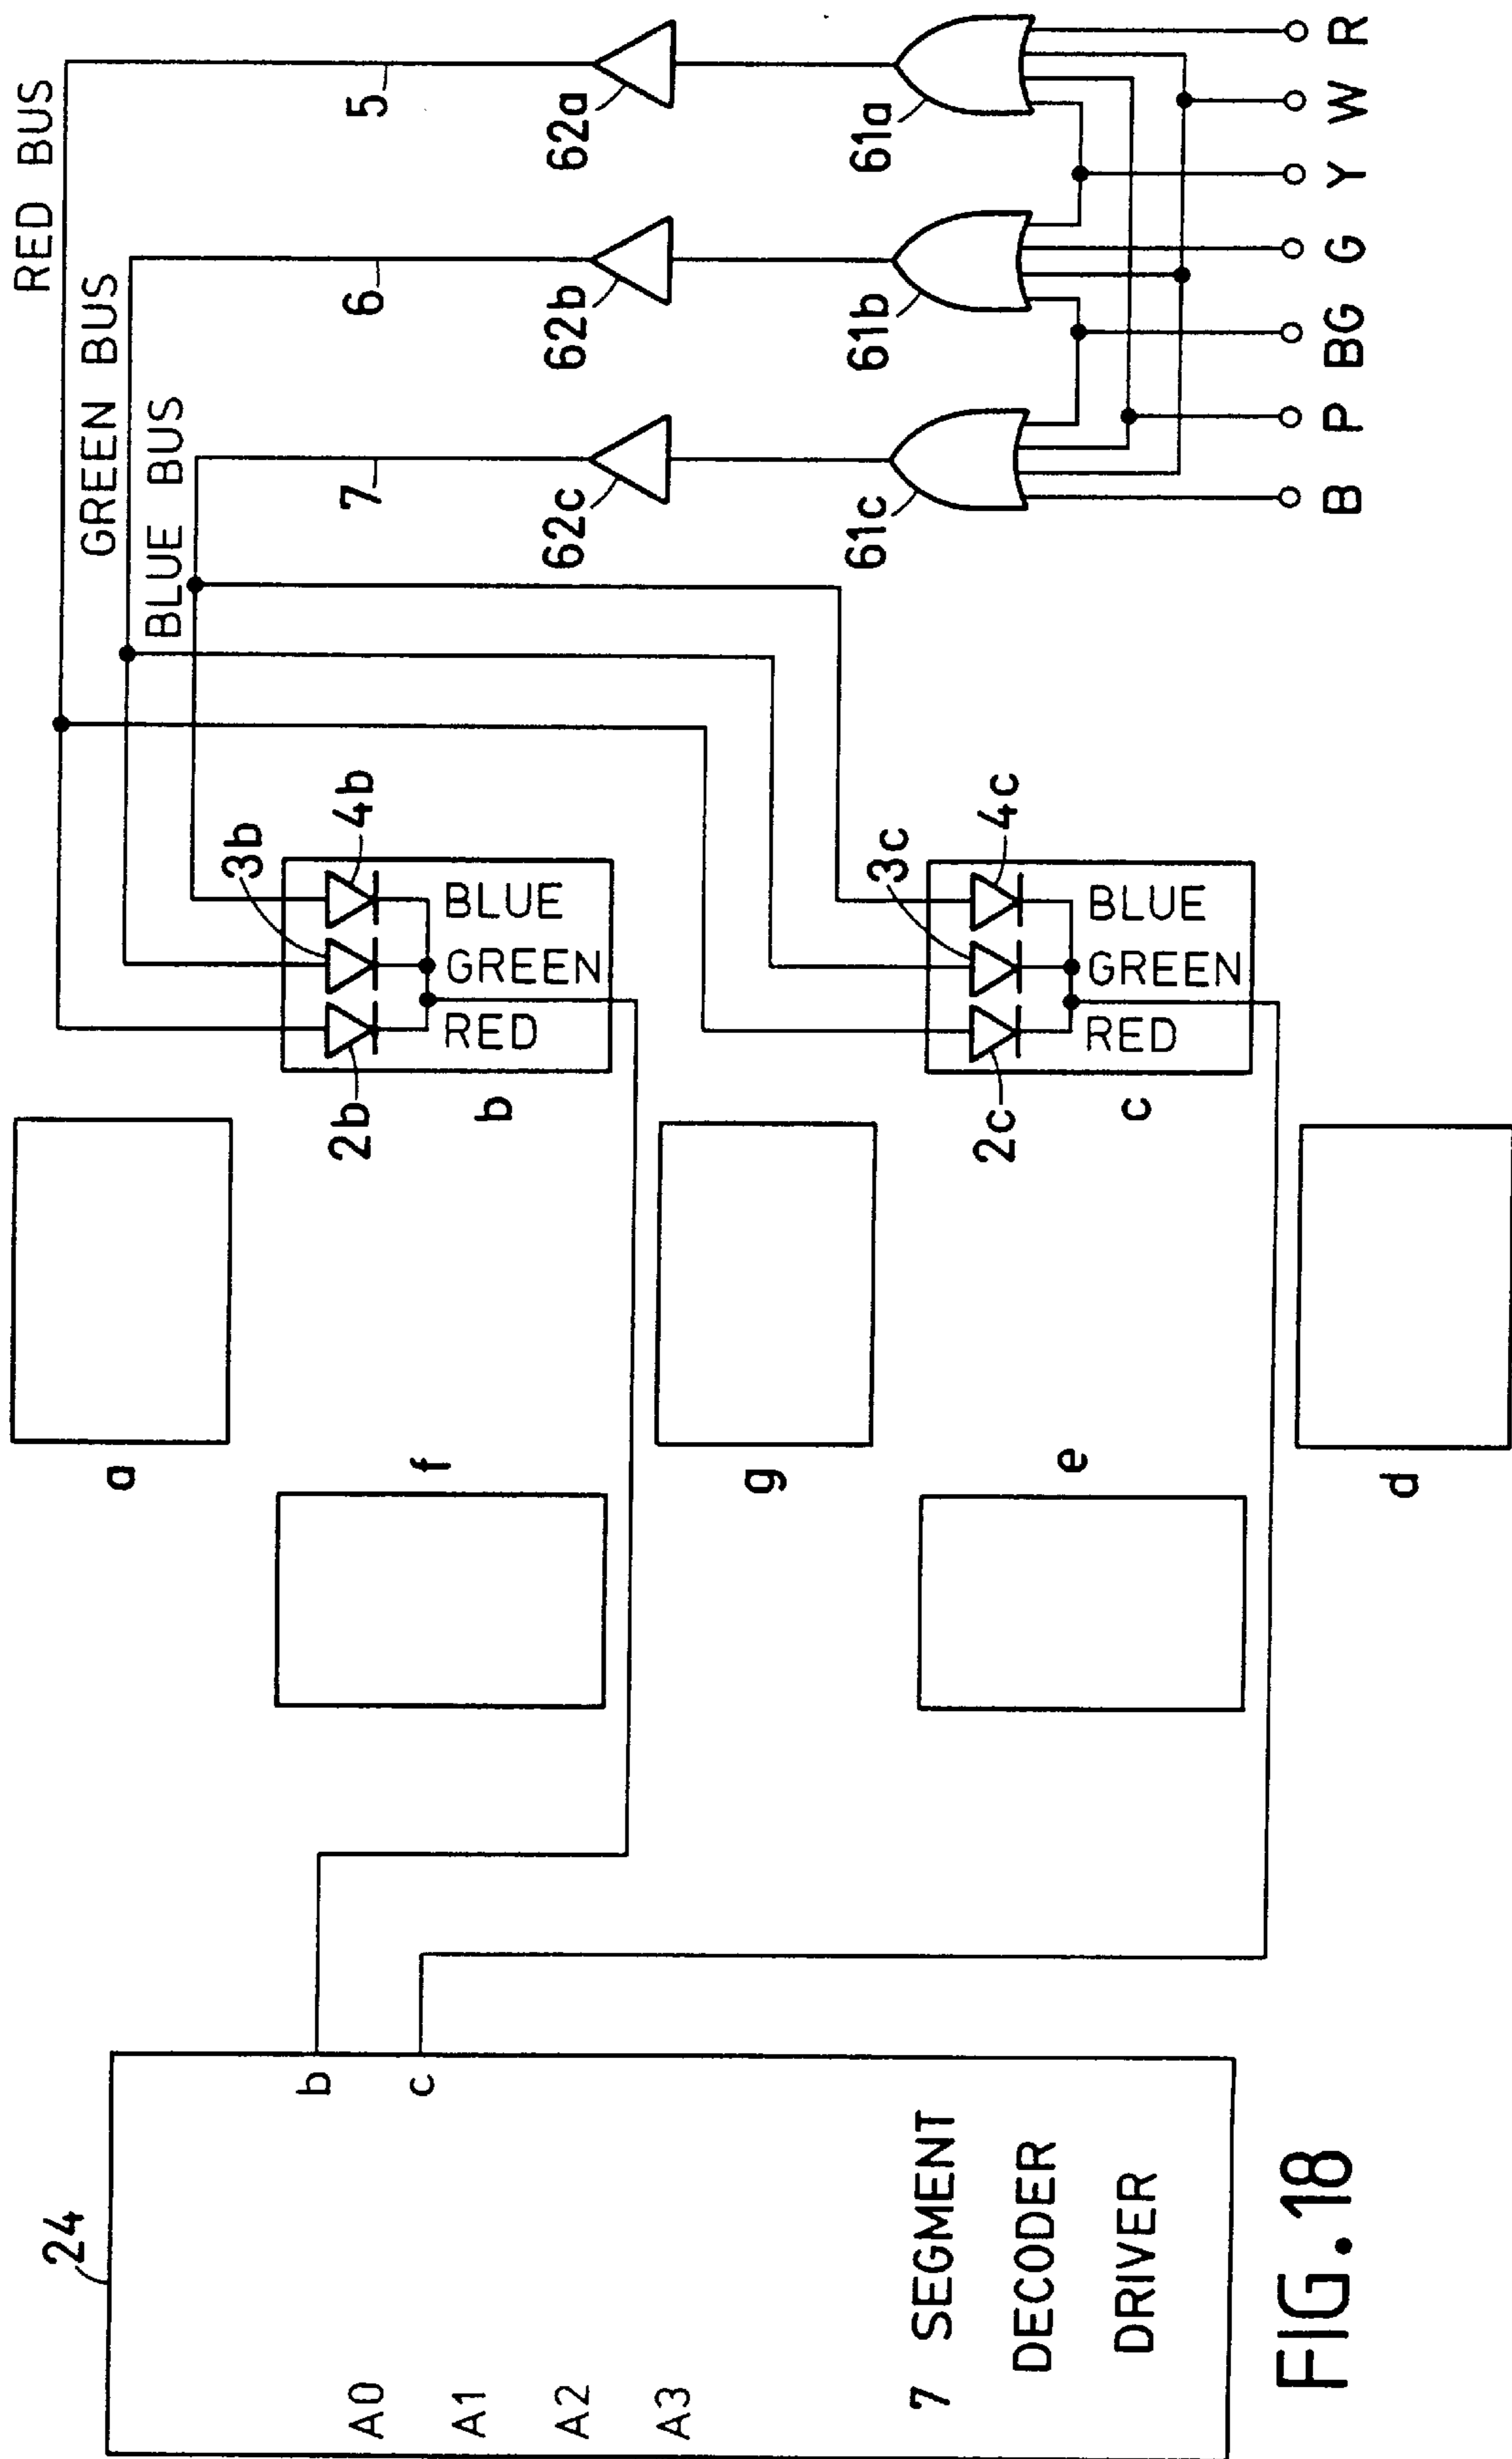 24
A0
A1
A2
A3
b
c
7 SEGMENT
DECODER
DRIVER
a
f
g
e
d
2b
3b
4b
RED
GREEN
BLUE
b
2c
3c
4c
RED
GREEN
BLUE
c
RED BUS
GREEN BUS
BLUE BUS
5
6
7
62a
62b
62c
61a
61b
61c
B
P
BG
G
Y
W
R
FIG. 18